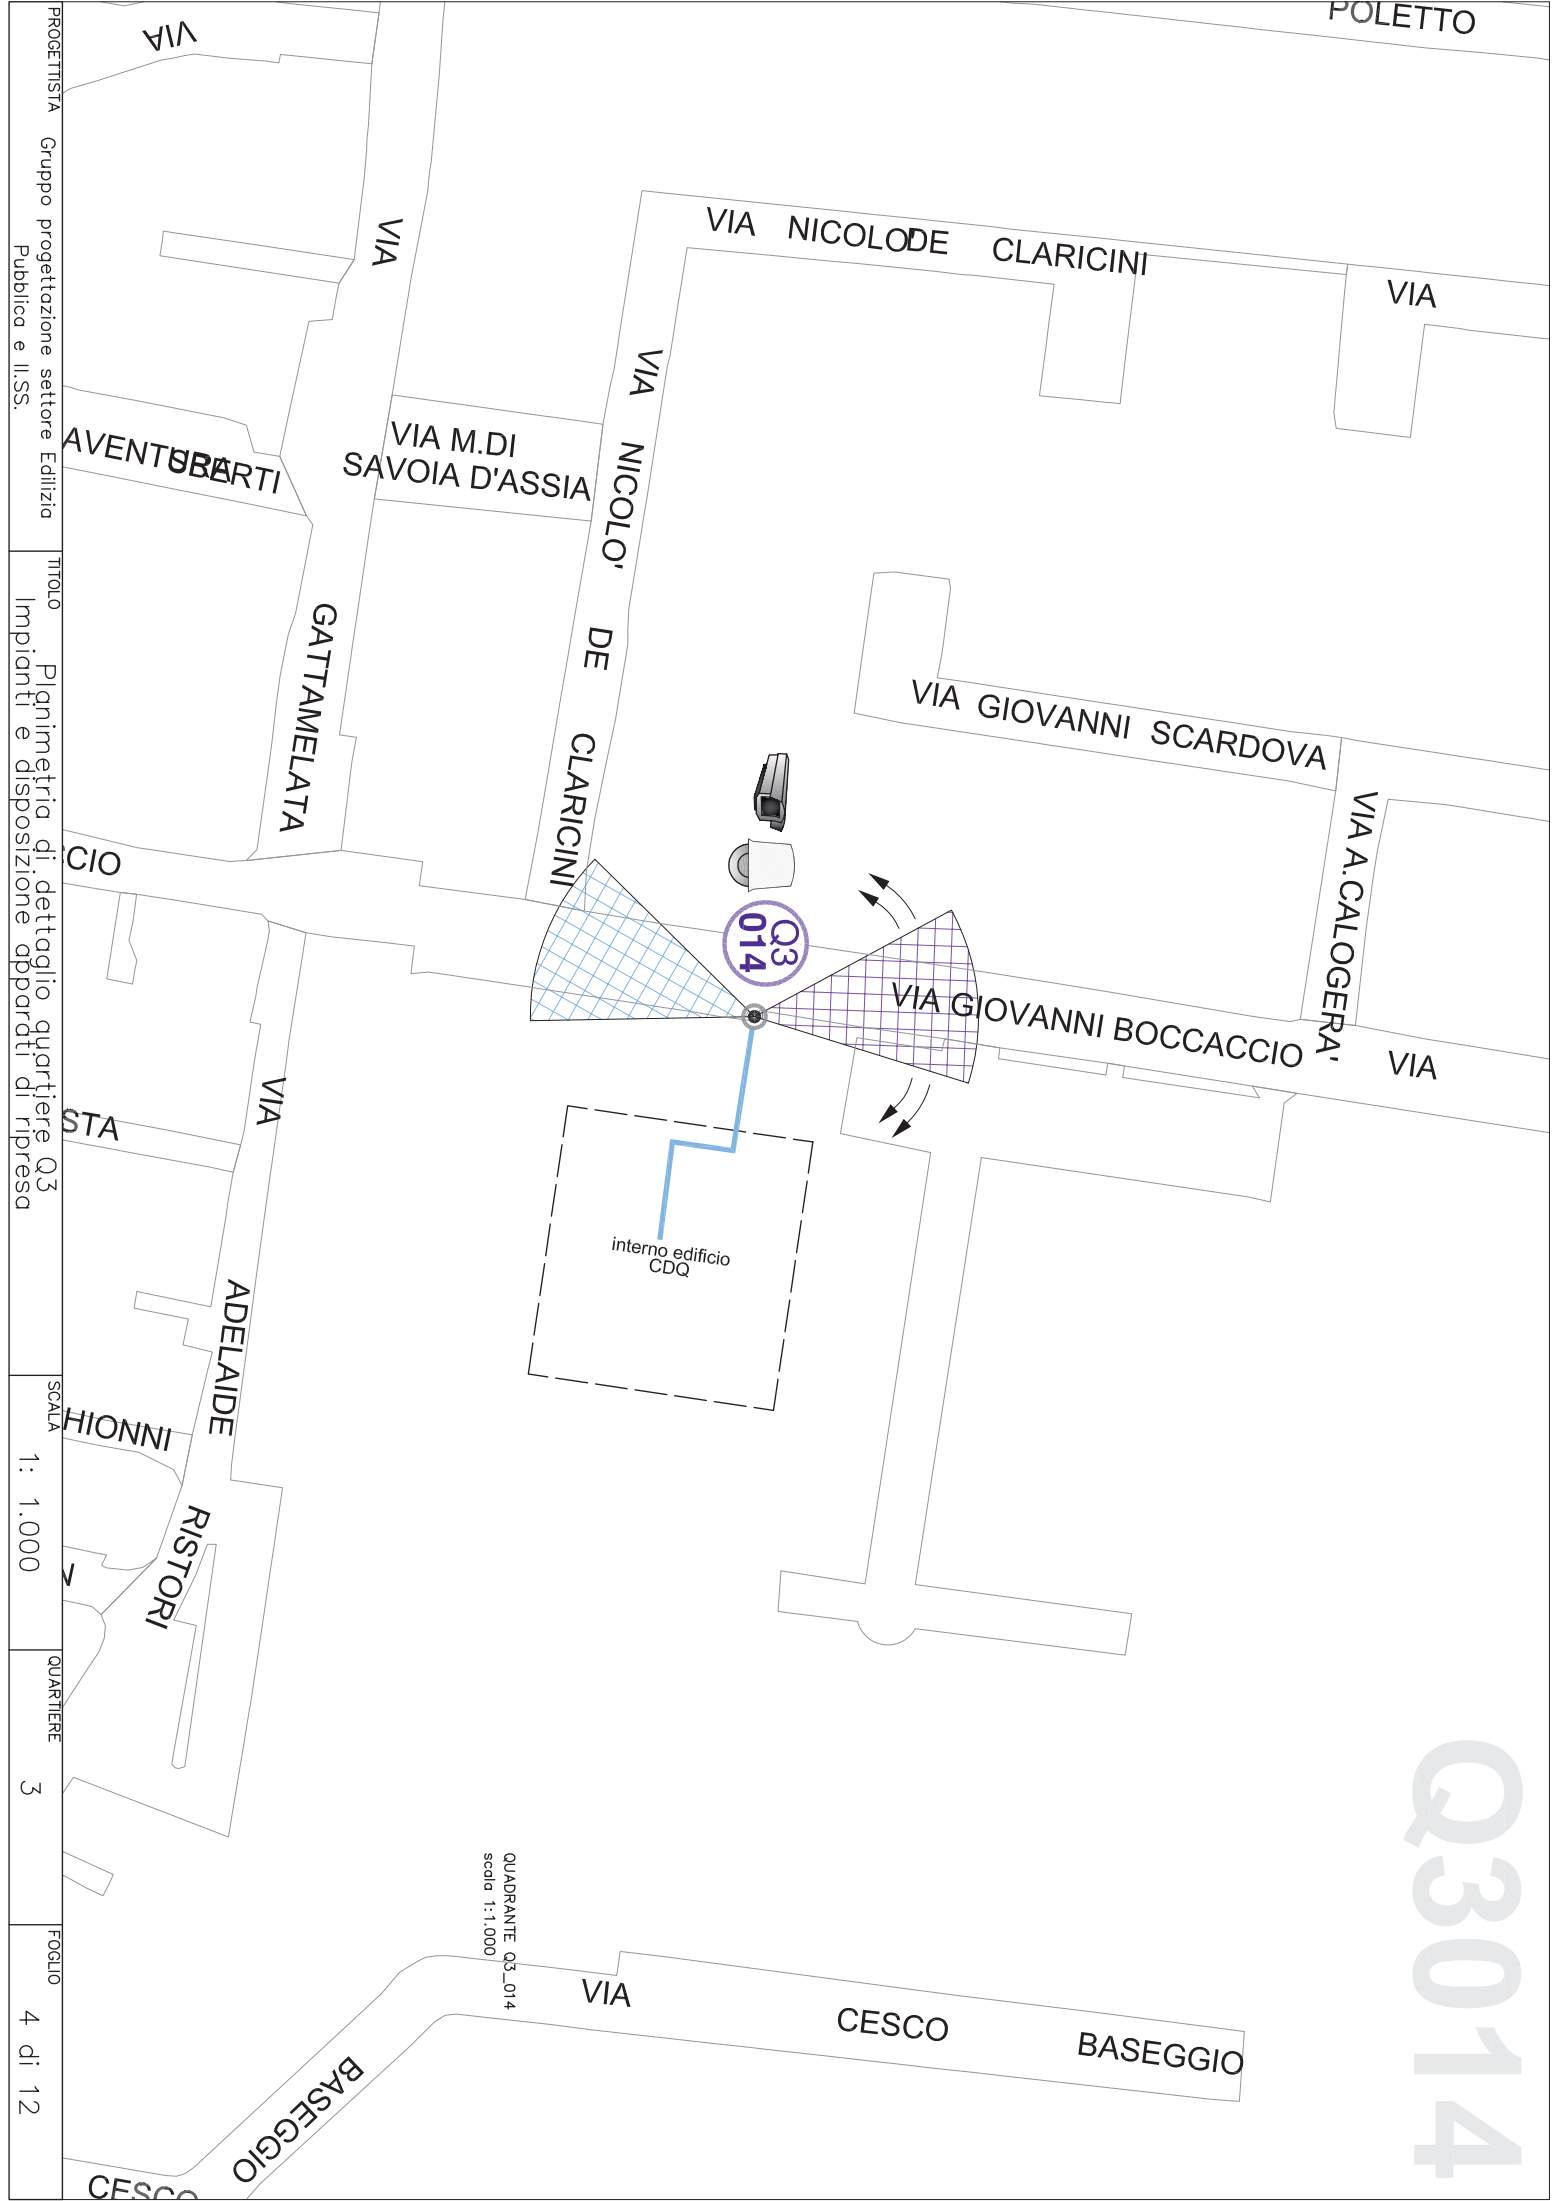 POLETTO
VIA
VIA NICOLO' DE CLARICINI
VIA
VIA GATTAMELATA
VIA NICOLO' DE CLARICINI
VIA M.DI
SAVOIA D'ASSIA
AVENTURA
UBERTI
VIA GIOVANNI SCARDOVA
VIA A.CALOGERA'
CCIO
Q3
014
VIA GIOVANNI BOCCACCIO
VIA
STA
VIA ADELAIDE RISTORI
interno edificio
CDQ
HIONNI
N
Q3014
QUADRANTE Q3_014
scala 1:1.000
VIA CESCO BASEGGIO
BASEGGIO
CESCO
PROGETTISTA
Gruppo progettazione settore Edilizia
Pubblica e II.SS.
TITOLO
Planimetria di dettaglio quartiere Q3
Impianti e disposizione apparati di ripresa
SCALA
1: 1.000
QUARTIERE
3
FOGLIO
4 di 12